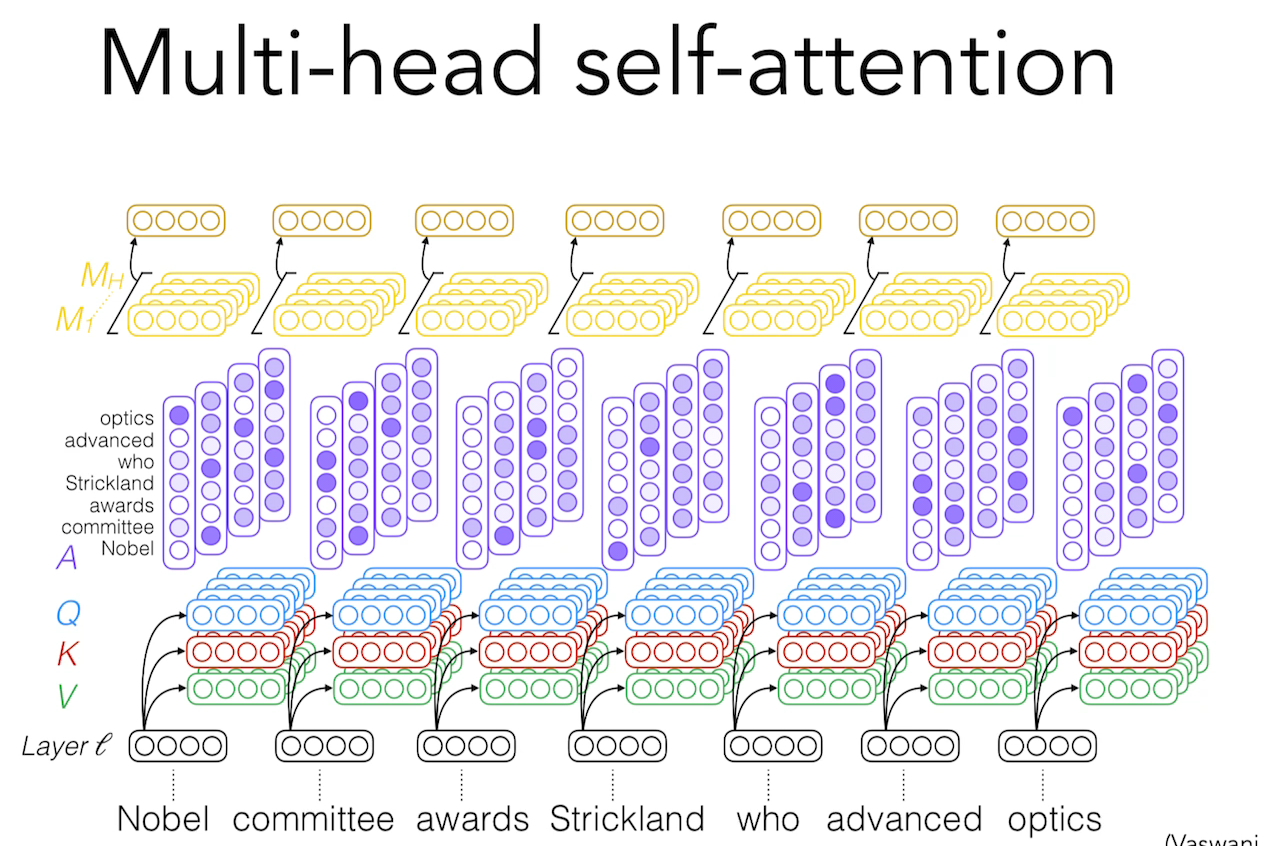 Multi-head self-attention
M_H
M_1
optics
advanced
who
Strickland
awards
committee
Nobel
A
Q
K
V
Layer ℓ
Nobel committee awards Strickland who advanced optics
(Vaswani